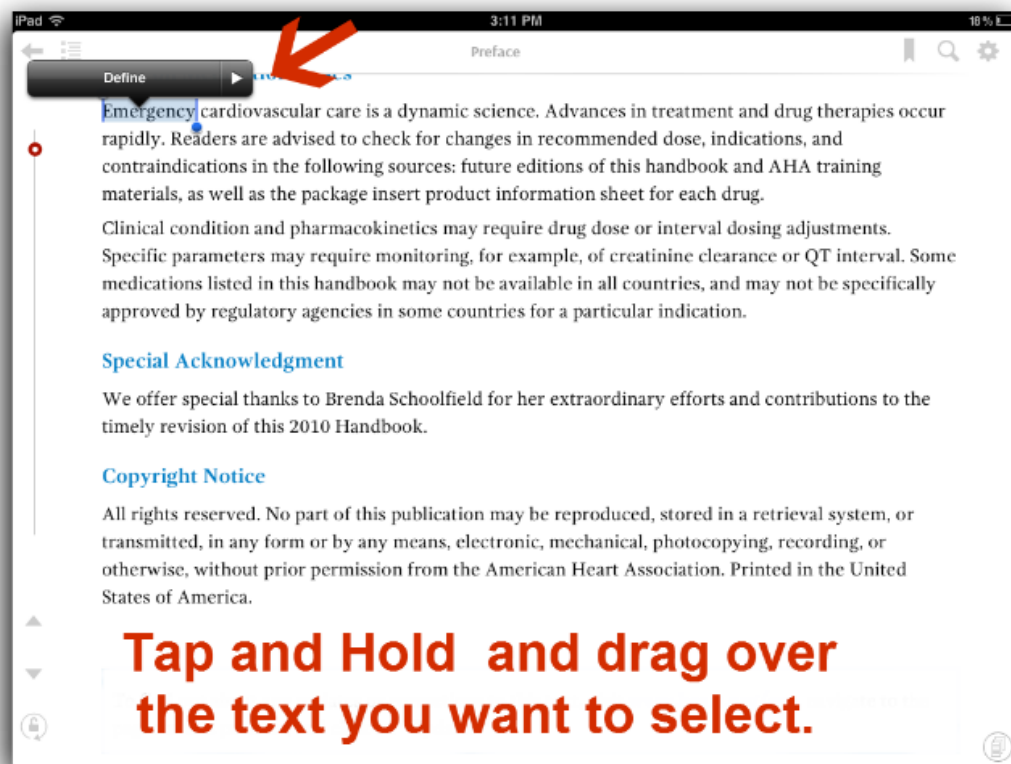 iPad 3:11 PM 18%
Preface
Define
Emergency cardiovascular care is a dynamic science. Advances in treatment and drug therapies occur
rapidly. Readers are advised to check for changes in recommended dose, indications, and
contraindications in the following sources: future editions of this handbook and AHA training
materials, as well as the package insert product information sheet for each drug.
Clinical condition and pharmacokinetics may require drug dose or interval dosing adjustments.
Specific parameters may require monitoring, for example, of creatinine clearance or QT interval. Some
medications listed in this handbook may not be available in all countries, and may not be specifically
approved by regulatory agencies in some countries for a particular indication.
Special Acknowledgment
We offer special thanks to Brenda Schoolfield for her extraordinary efforts and contributions to the
timely revision of this 2010 Handbook.
Copyright Notice
All rights reserved. No part of this publication may be reproduced, stored in a retrieval system, or
transmitted, in any form or by any means, electronic, mechanical, photocopying, recording, or
otherwise, without prior permission from the American Heart Association. Printed in the United
States of America.
Tap and Hold and drag over
the text you want to select.